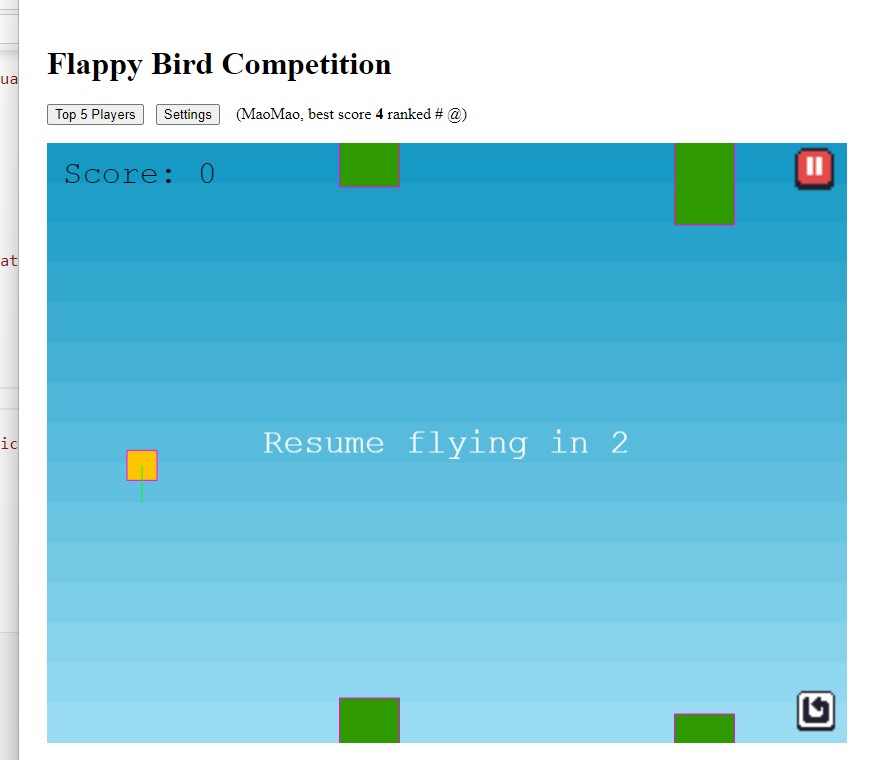 Flappy Bird Competition
Top 5 Players Settings (MaoMao, best score 4 ranked # @)
Score: 0
Resume flying in 2
ua
at
ic